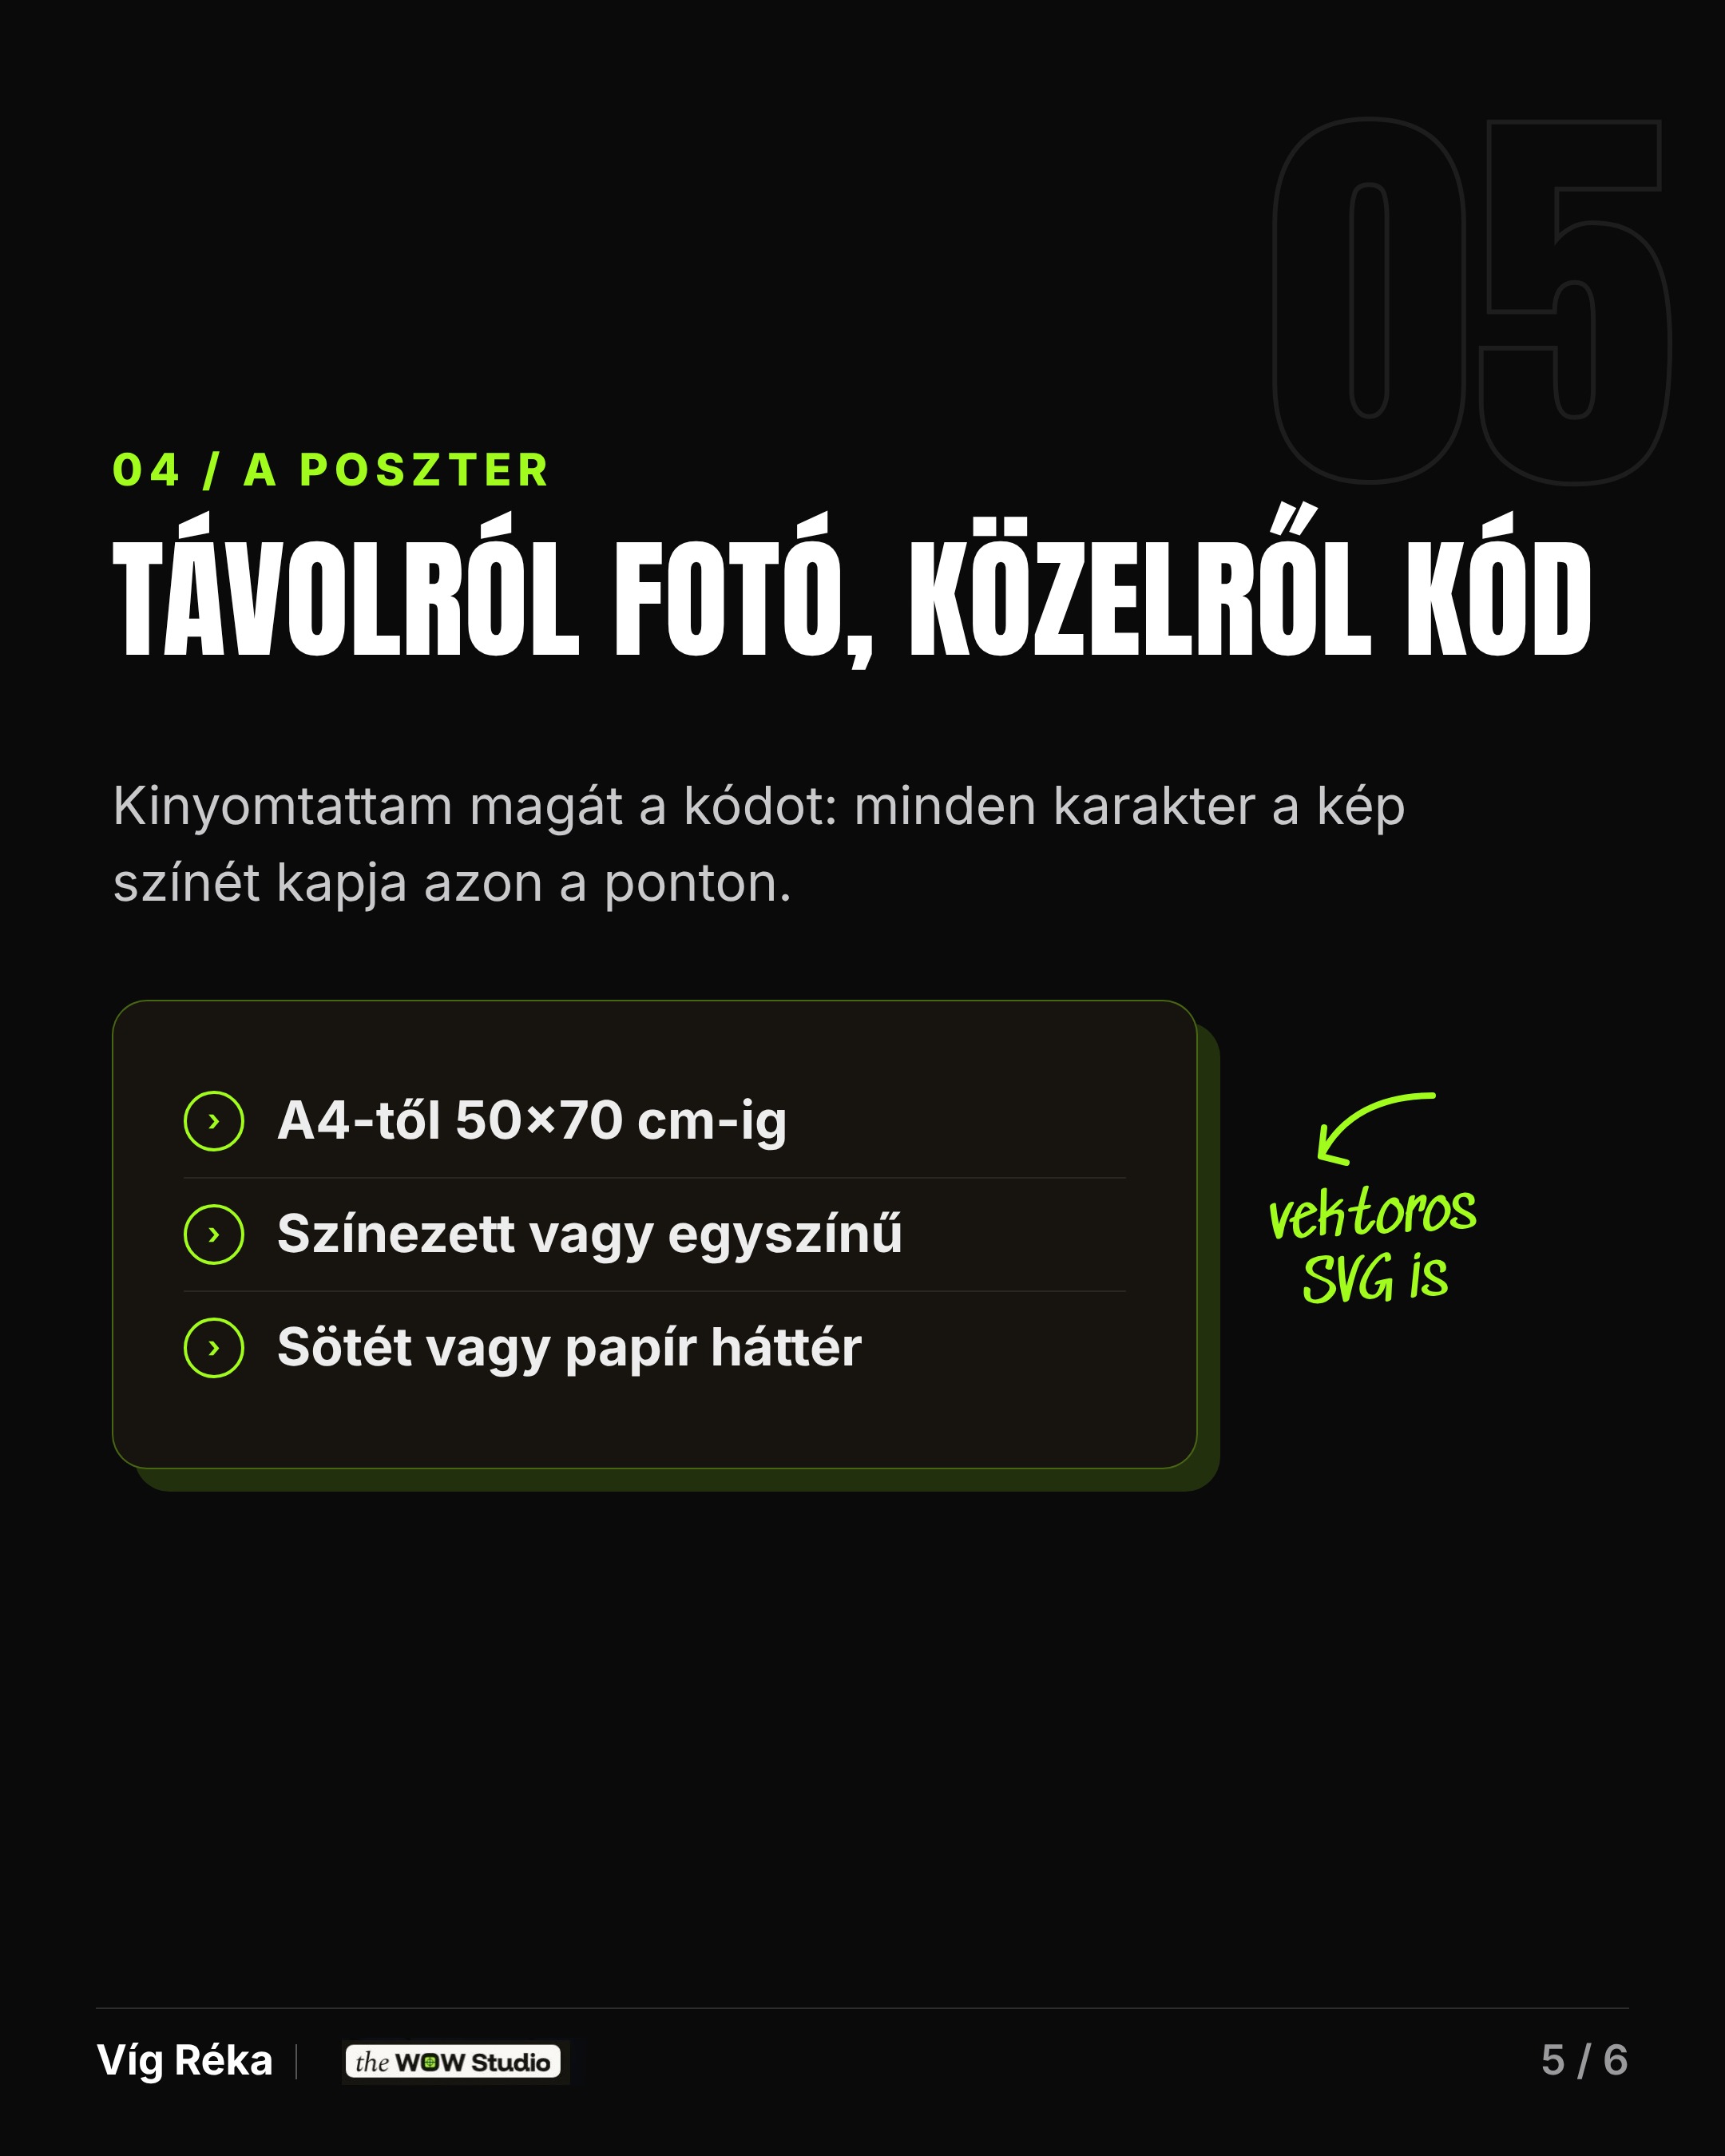 05
04 / A POSZTER
TÁVOLRÓL FOTÓ, KÖZELRŐL KÓD
Kinyomtattam magát a kódot: minden karakter a kép
színét kapja azon a ponton.
A4-től 50×70 cm-ig
Színezett vagy egyszínű
Sötét vagy papír háttér
vektoros
SVG is
Víg Réka
the WOW Studio
5 / 6